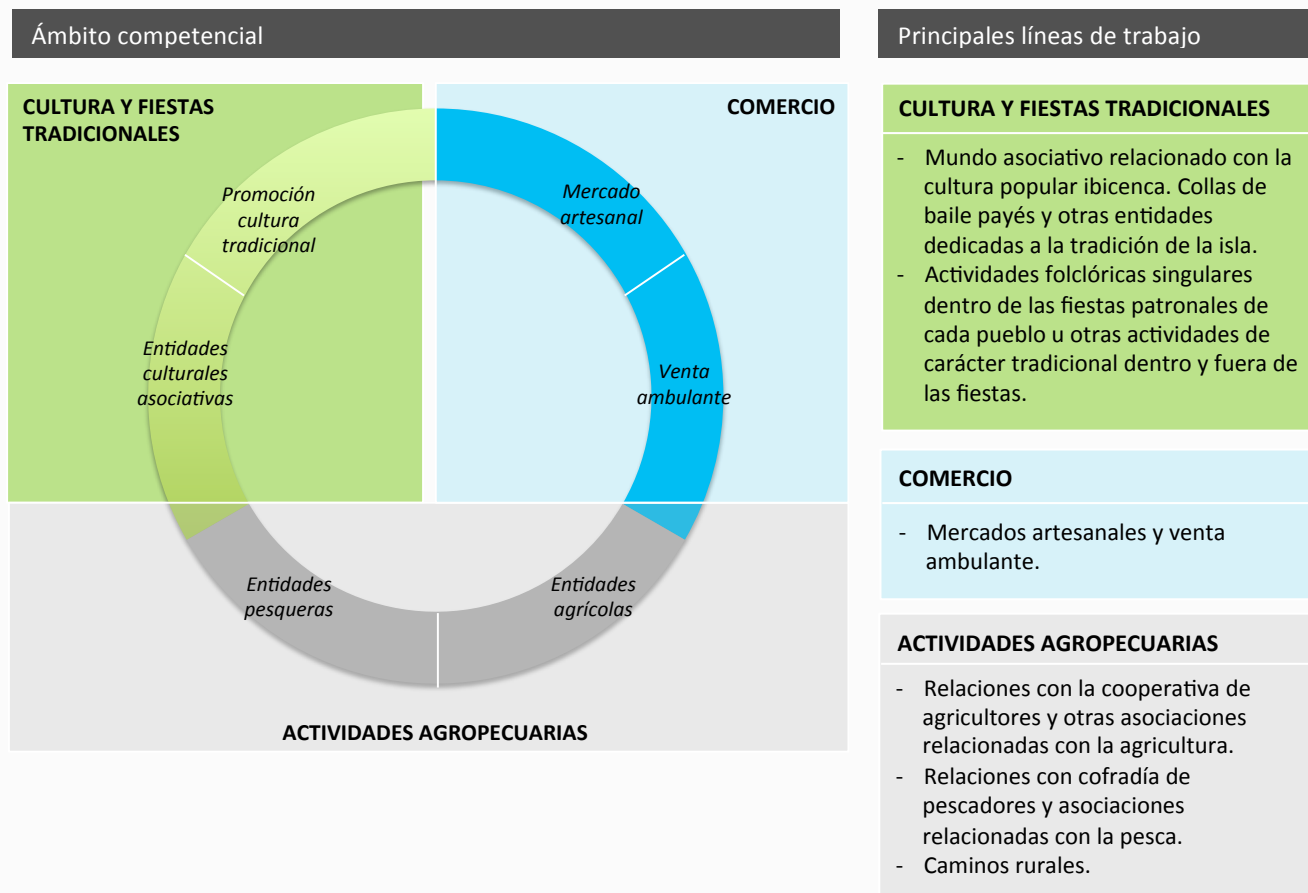 Ámbito competencial
CULTURA Y FIESTAS
TRADICIONALES
COMERCIO
Promoción
cultura
tradicional
Mercado
artesanal
Entidades
culturales
asociativas
Venta
ambulante
Entidades
pesqueras
Entidades
agrícolas
ACTIVIDADES AGROPECUARIAS
Principales líneas de trabajo
CULTURA Y FIESTAS TRADICIONALES
- Mundo asociativo relacionado con la
cultura popular ibicenca. Collas de
baile payés y otras entidades
dedicadas a la tradición de la isla.
- Actividades folclóricas singulares
dentro de las fiestas patronales de
cada pueblo u otras actividades de
carácter tradicional dentro y fuera de
las fiestas.
COMERCIO
- Mercados artesanales y venta
ambulante.
ACTIVIDADES AGROPECUARIAS
- Relaciones con la cooperativa de
agricultores y otras asociaciones
relacionadas con la agricultura.
- Relaciones con cofradía de
pescadores y asociaciones
relacionadas con la pesca.
- Caminos rurales.